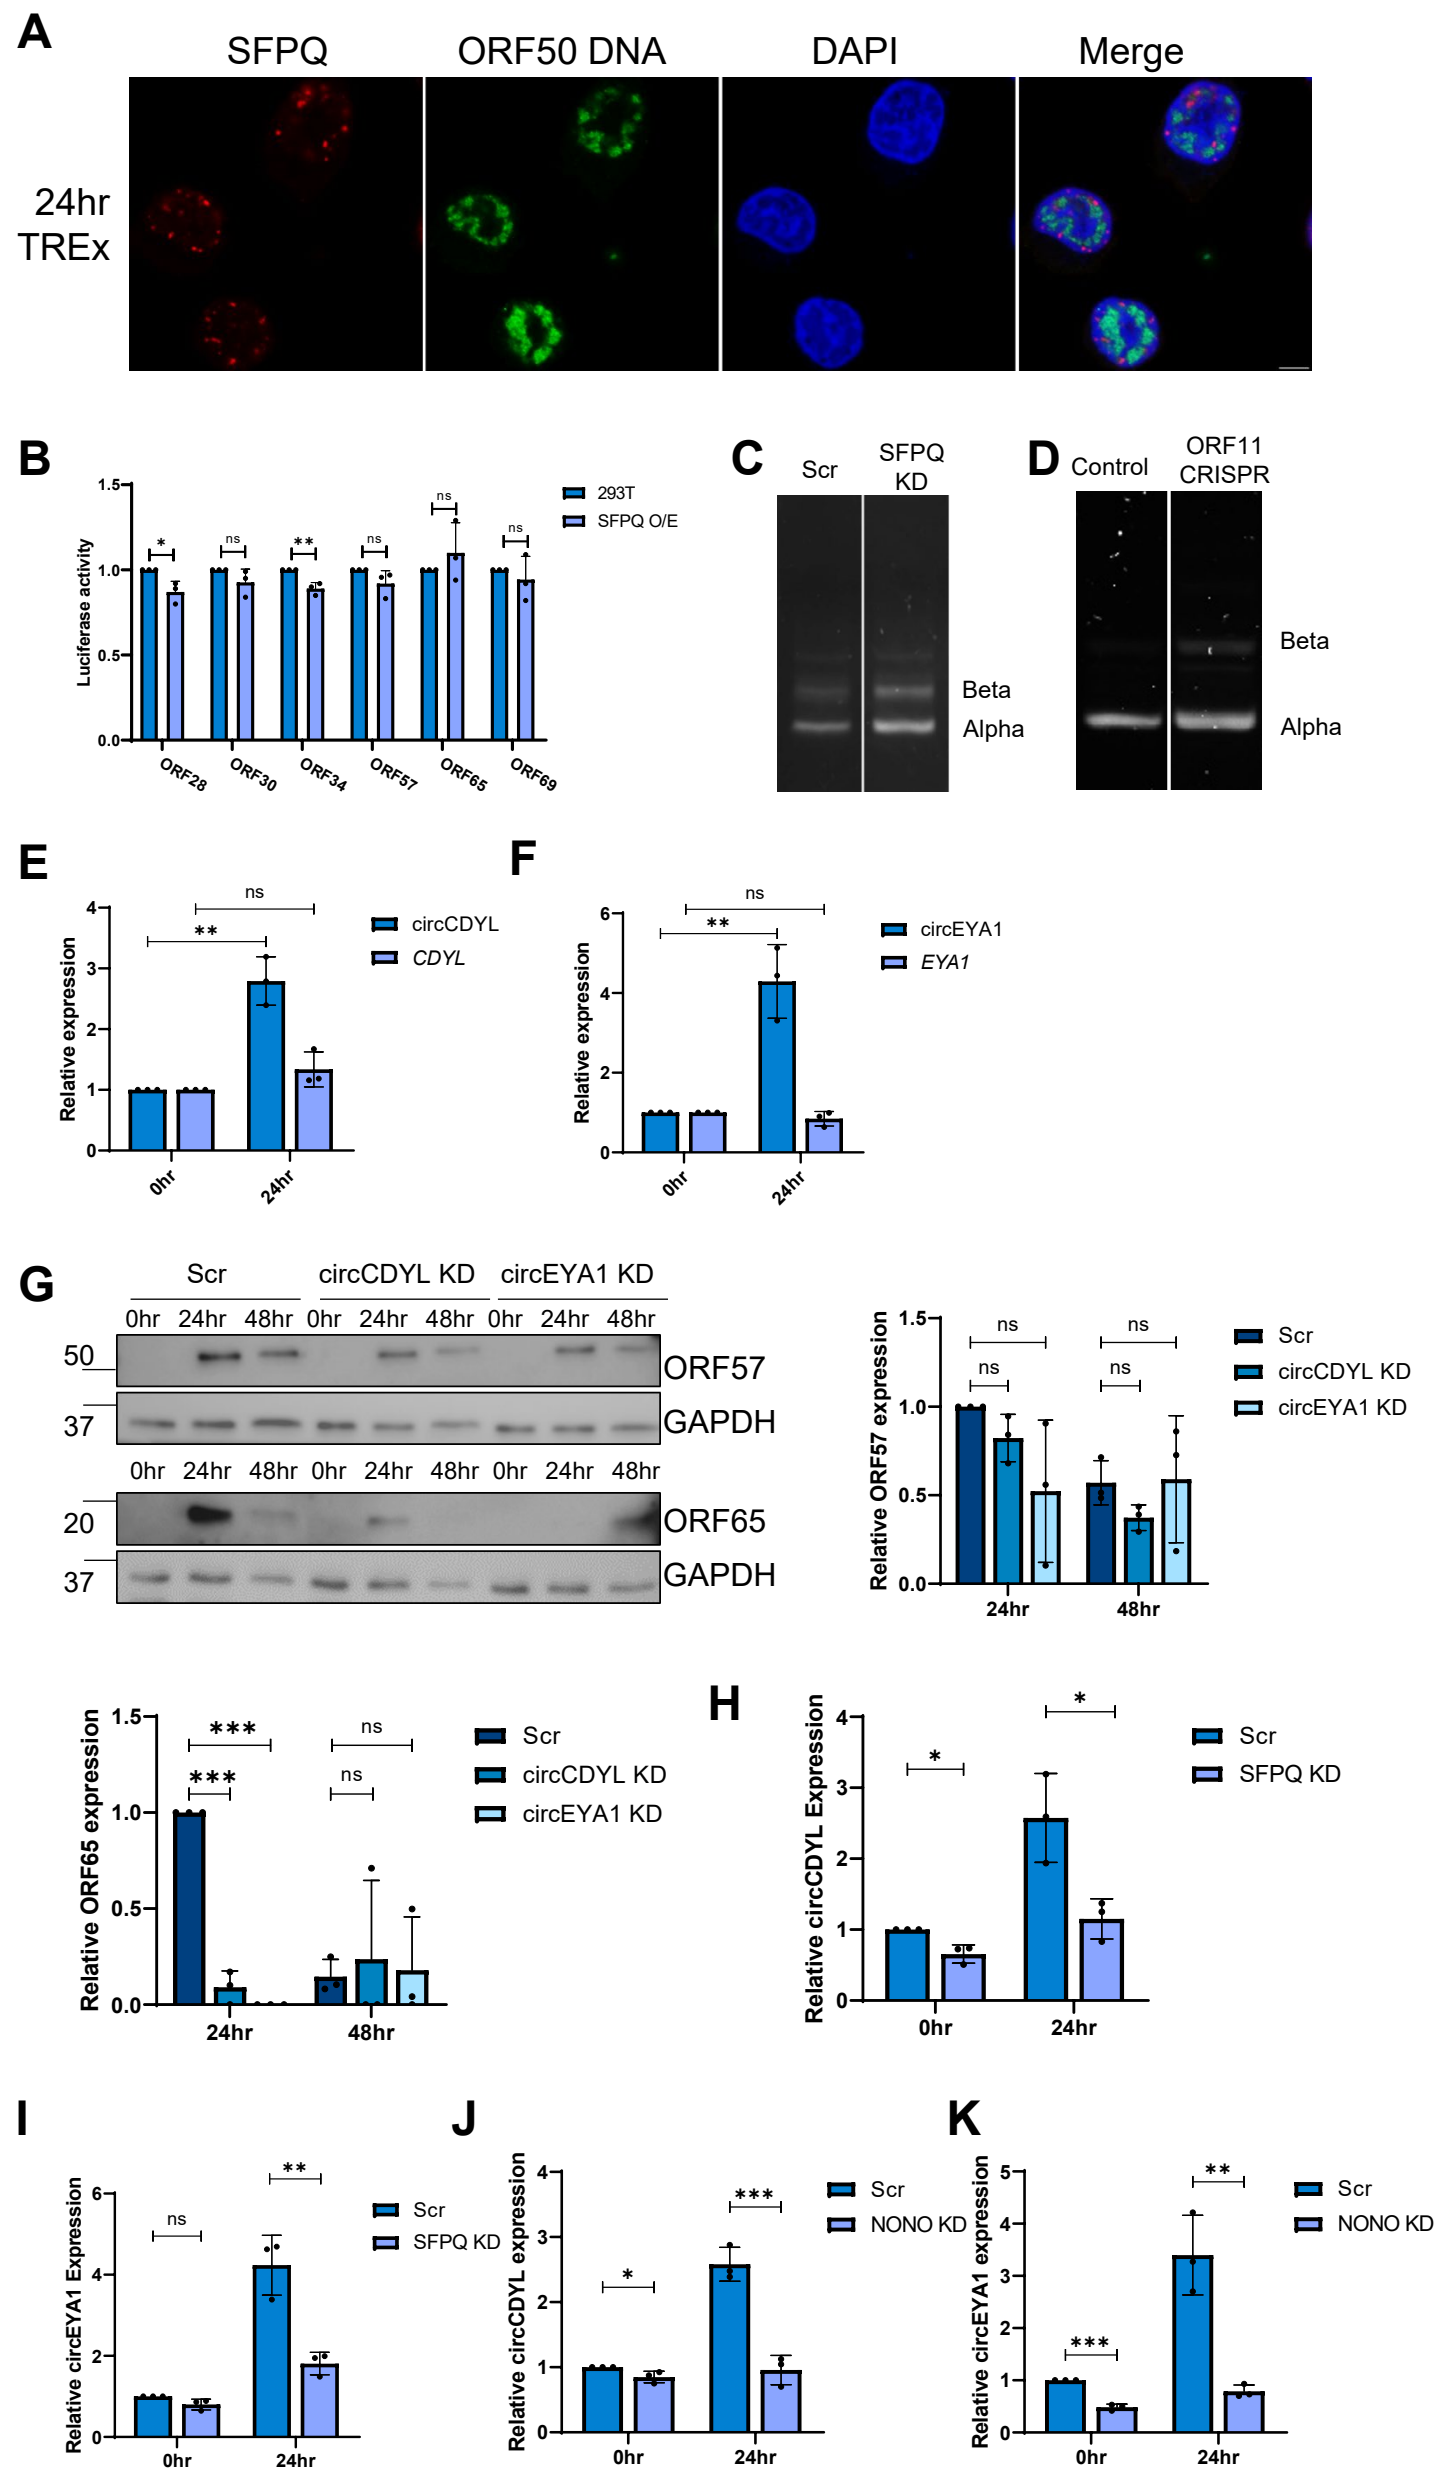 A
SFPQ
ORF50 DNA
DAPI
Merge
24hr
TREx
B
Luciferase activity
1.5
1.0
0.5
0.0
*
ns
**
ns
ns
ns
ORF28
ORF30
ORF34
ORF57
ORF65
ORF69
293T
SFPQ O/E
C
Scr
SFPQ
KD
Beta
Alpha
D
Control
ORF11
CRISPR
Beta
Alpha
E
Relative expression
4
3
2
1
0
**
ns
0hr
24hr
circCDYL
CDYL
F
Relative expression
6
4
2
0
**
ns
0hr
24hr
circEYA1
EYA1
G
Scr
circCDYL KD
circEYA1 KD
0hr 24hr 48hr 0hr 24hr 48hr 0hr 24hr 48hr
50
ORF57
37
GAPDH
0hr 24hr 48hr 0hr 24hr 48hr 0hr 24hr 48hr
20
ORF65
37
GAPDH
Relative ORF57 expression
1.5
1.0
0.5
0.0
ns
ns
ns
ns
24hr
48hr
Scr
circCDYL KD
circEYA1 KD
Relative ORF65 expression
1.5
1.0
0.5
0.0
***
***
ns
ns
24hr
48hr
Scr
circCDYL KD
circEYA1 KD
H
Relative circCDYL Expression
4
3
2
1
0
*
*
0hr
24hr
Scr
SFPQ KD
I
Relative circEYA1 Expression
6
4
2
0
ns
**
0hr
24hr
Scr
SFPQ KD
J
Relative circCDYL expression
4
3
2
1
0
*
***
0hr
24hr
Scr
NONO KD
K
Relative circEYA1 expression
5
4
3
2
1
0
***
**
0hr
24hr
Scr
NONO KD